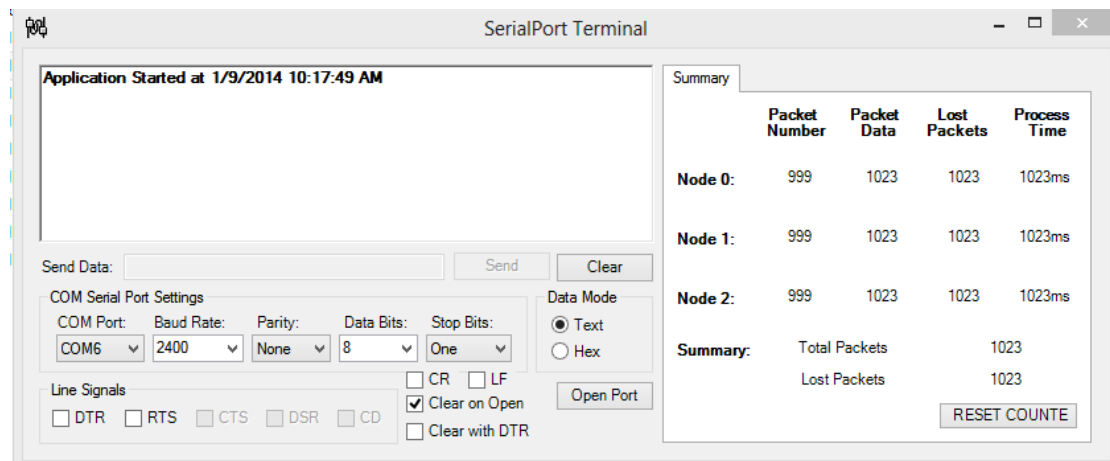 SerialPort Terminal
Application Started at 1/9/2014 10:17:49 AM
Send Data:
Send
Clear
COM Serial Port Settings
COM Port: Baud Rate: Parity: Data Bits: Stop Bits:
COM6 2400 None 8 One
Data Mode
Text
Hex
Line Signals
DTR RTS CTS DSR CD
CR LF
Clear on Open
Clear with DTR
Open Port
Summary
Packet Number Packet Data Lost Packets Process Time
Node 0: 999 1023 1023 1023ms
Node 1: 999 1023 1023 1023ms
Node 2: 999 1023 1023 1023ms
Summary: Total Packets 1023
Lost Packets 1023
RESET COUNTE